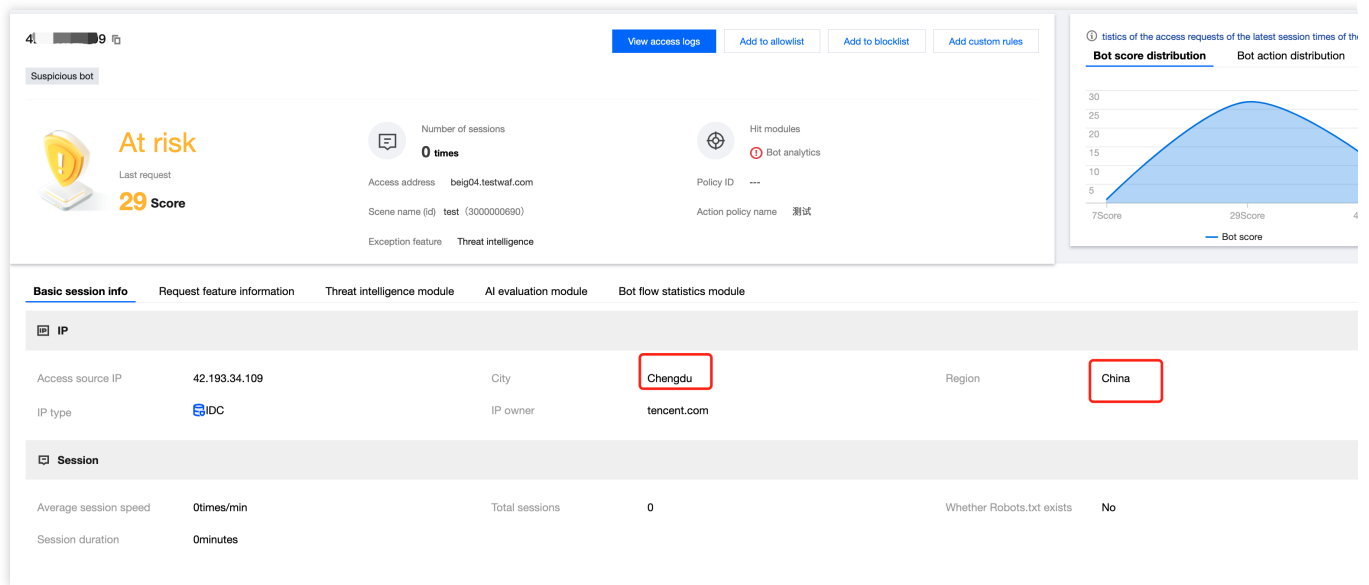 View access logs Add to allowlist Add to blocklist Add custom rules
Suspicious bot
At risk
Last request
29 Score
Number of sessions
0 times
Access address beig04.testwaf.com
Scene name (id) test（3000000690）
Exception feature Threat intelligence
Hit modules
Bot analytics
Policy ID ---
Action policy name 测试
tistics of the access requests of the latest session times of the
Bot score distribution Bot action distribution
30
25
20
15
10
5
7Score 29Score 4
Bot score
Basic session info Request feature information Threat intelligence module AI evaluation module Bot flow statistics module
IP IP
Access source IP 42.193.34.109 City Chengdu Region China
IP type IDC IP owner tencent.com
Session
Average session speed 0times/min Total sessions 0 Whether Robots.txt exists No
Session duration 0minutes